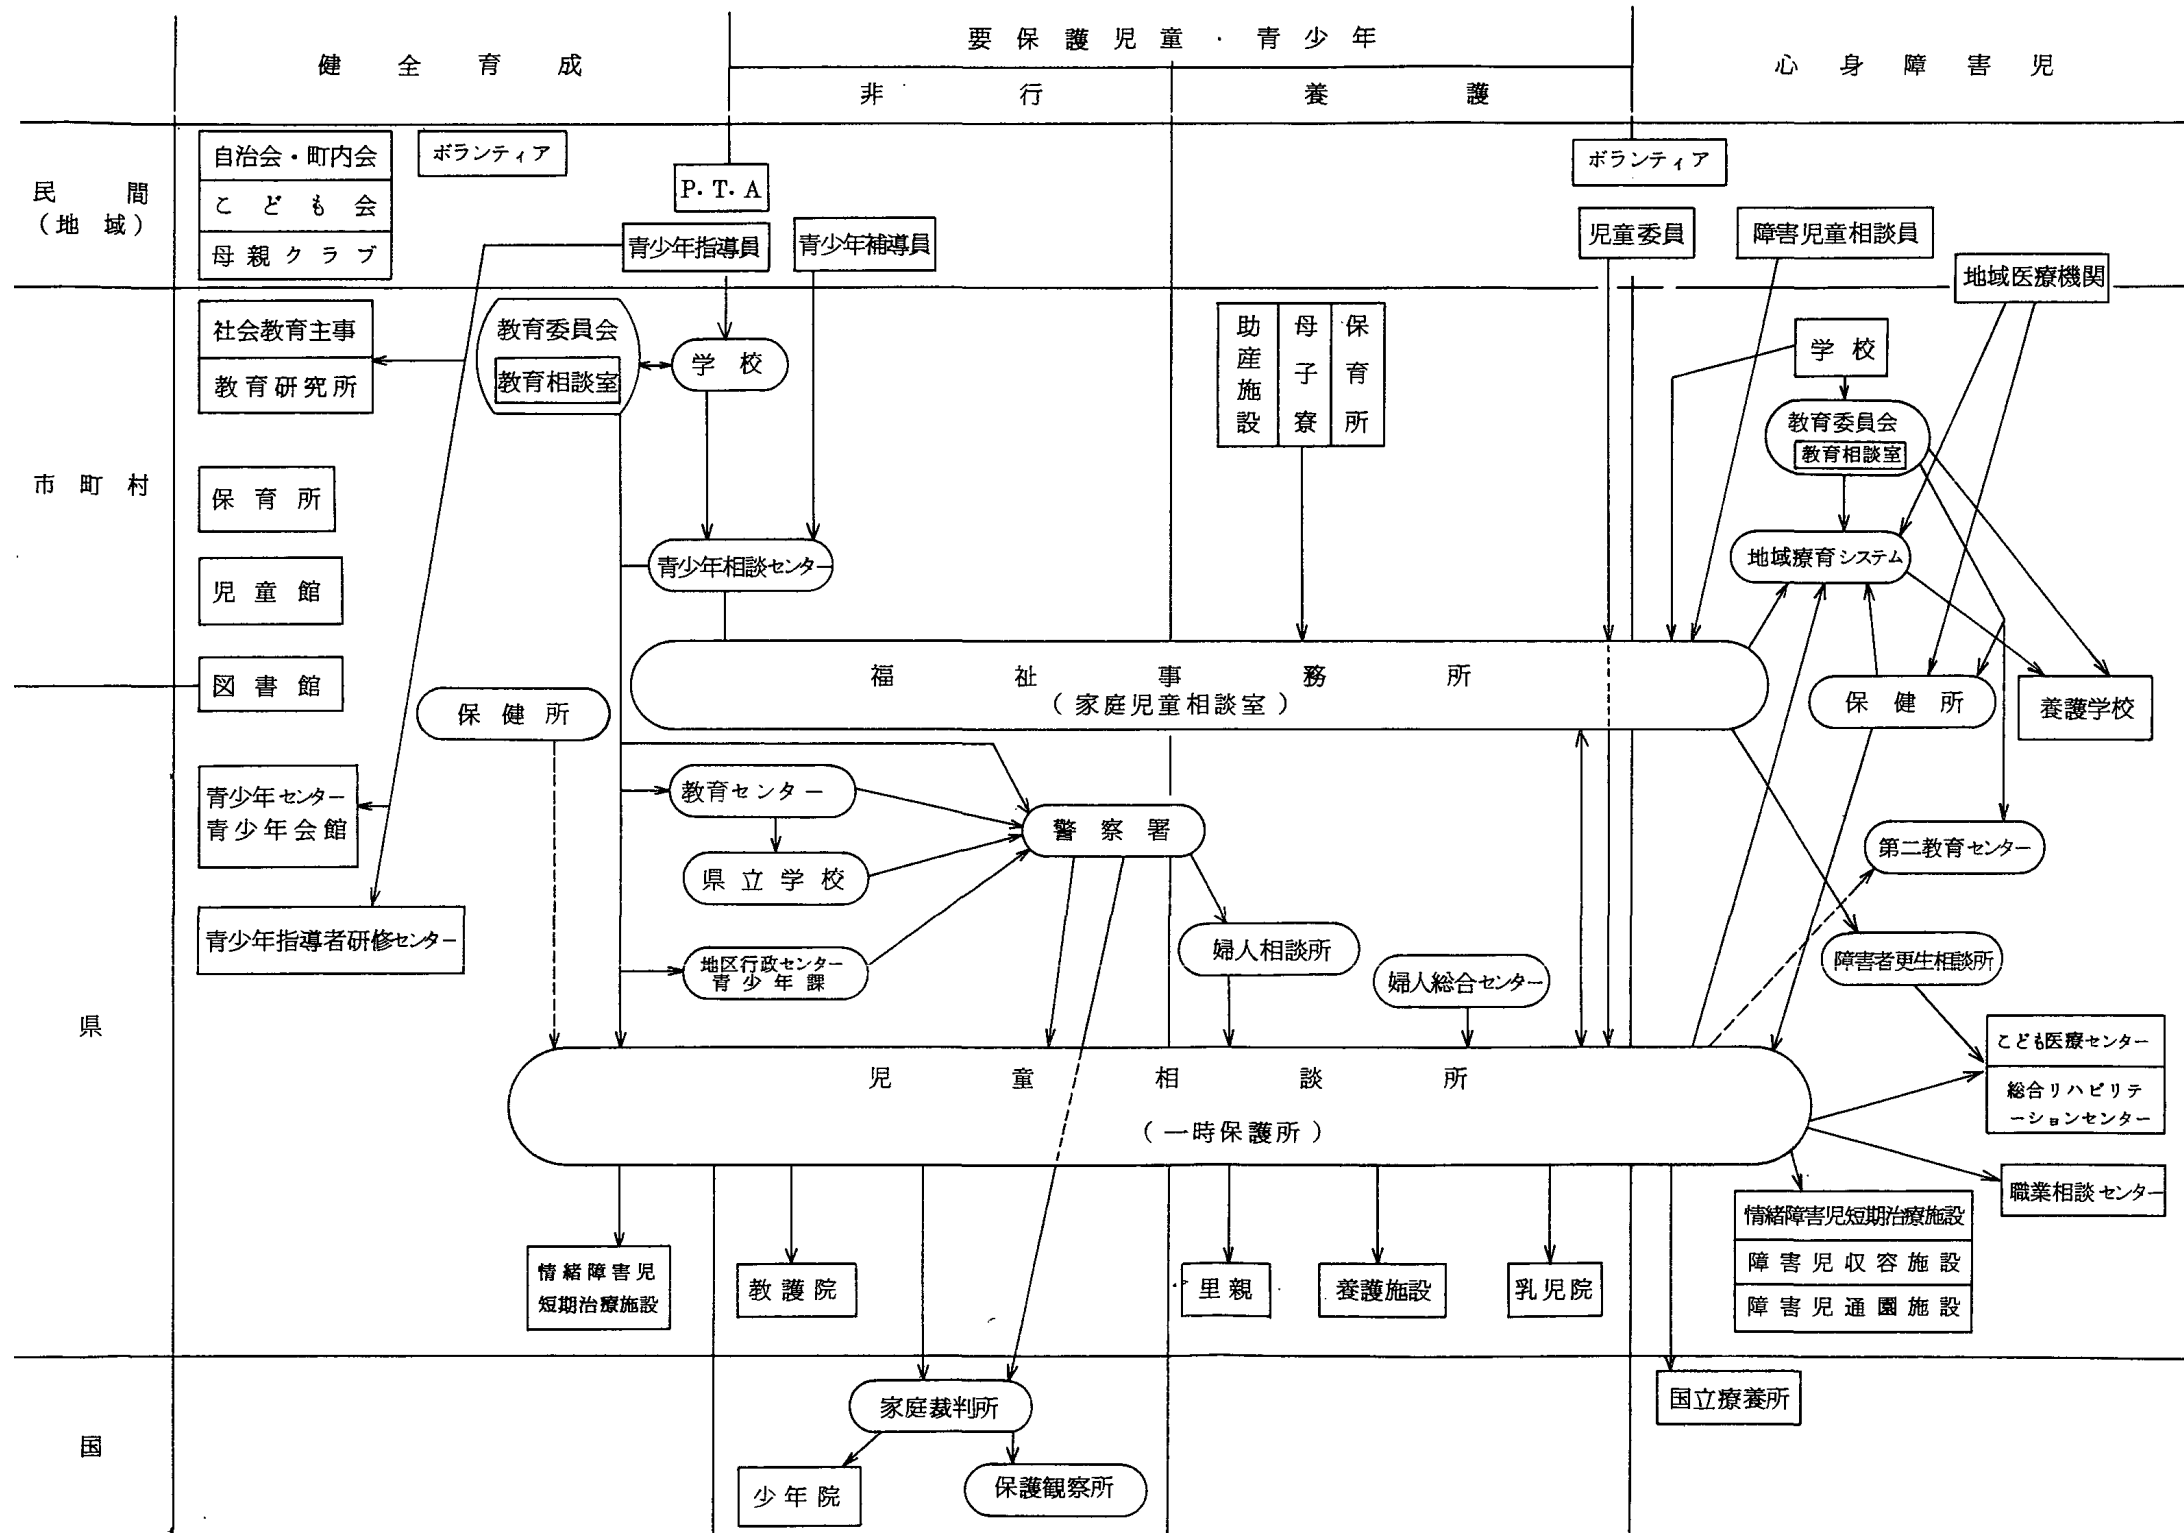 健全育成
要保護児童・青少年
非行
養護
心身障害児
民間
(地域)
自治会・町内会
こども会
母親クラブ
ボランティア
P.T.A
青少年指導員
青少年補導員
ボランティア
児童委員
障害児童相談員
地域医療機関
市町村
社会教育主事
教育研究所
教育委員会
教育相談室
学校
助産施設
母子寮
保育所
学校
教育委員会
教育相談室
保育所
児童館
図書館
青少年相談センター
地域療育システム
福祉事務所
(家庭児童相談室)
保健所
保健所
養護学校
県
青少年センター
青少年会館
青少年指導者研修センター
教育センター
県立学校
地区行政センター
青少年課
警察署
婦人相談所
婦人総合センター
第二教育センター
障害者更生相談所
こども医療センター
総合リハビリテ
ーションセンター
児童相談所
(一時保護所)
職業相談センター
情緒障害児
短期治療施設
教護院
里親
養護施設
乳児院
情緒障害児短期治療施設
障害児収容施設
障害児通園施設
国
家庭裁判所
少年院
保護観察所
国立療養所